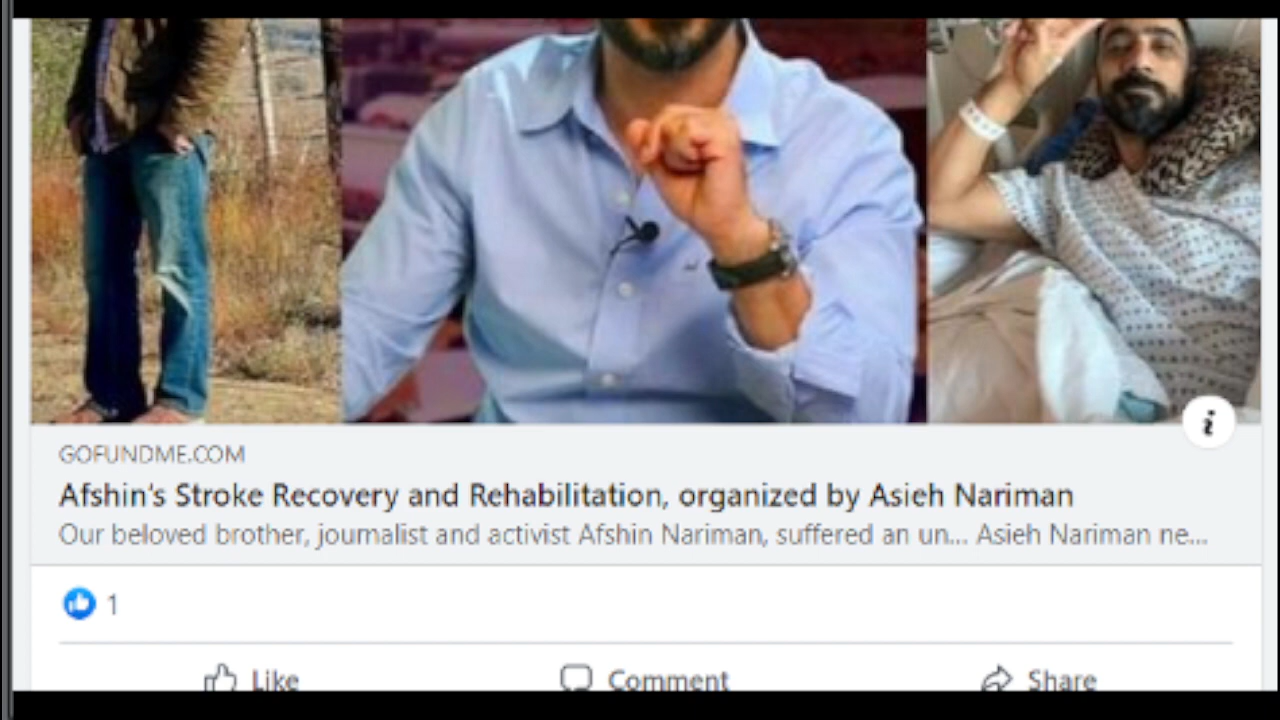 GOFUNDME.COM
Afshin's Stroke Recovery and Rehabilitation, organized by Asieh Nariman
Our beloved brother, journalist and activist Afshin Nariman, suffered an un... Asieh Nariman ne...
1
Like Comment Share